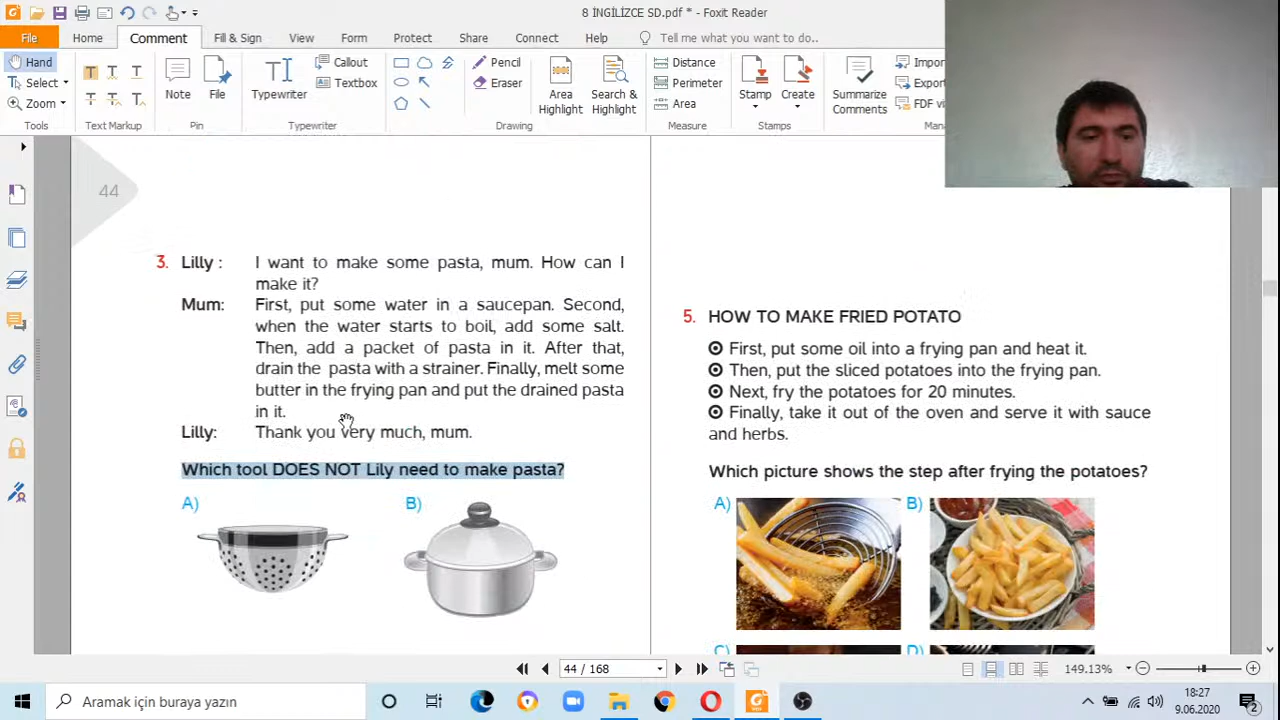 8 İNGİLİZCE SD.pdf * - Foxit Reader
File Home Comment Fill & Sign View Form Protect Share Connect Help Tell me what you want to do..
Hand
Select
Zoom
Tools
Text Markup
Note
File
Pin
Typewriter
Callout
Textbox
Typewriter
Pencil
Eraser
Drawing
Area
Highlight
Search &
Highlight
Distance
Perimeter
Area
Measure
Stamp
Create
Stamps
Summarize
Comments
Impor
Export
FDF vi
Mana
44
3. Lilly : I want to make some pasta, mum. How can I
make it?
Mum: First, put some water in a saucepan. Second,
when the water starts to boil, add some salt.
Then, add a packet of pasta in it. After that,
drain the pasta with a strainer. Finally, melt some
butter in the frying pan and put the drained pasta
in it.
Lilly: Thank you very much, mum.
Which tool DOES NOT Lily need to make pasta?
A) B)
5. HOW TO MAKE FRIED POTATO
First, put some oil into a frying pan and heat it.
Then, put the sliced potatoes into the frying pan.
Next, fry the potatoes for 20 minutes.
Finally, take it out of the oven and serve it with sauce
and herbs.
Which picture shows the step after frying the potatoes?
A) B)
C) D)
44 / 168
149.13%
Aramak için buraya yazın
18:27
9.06.2020
2